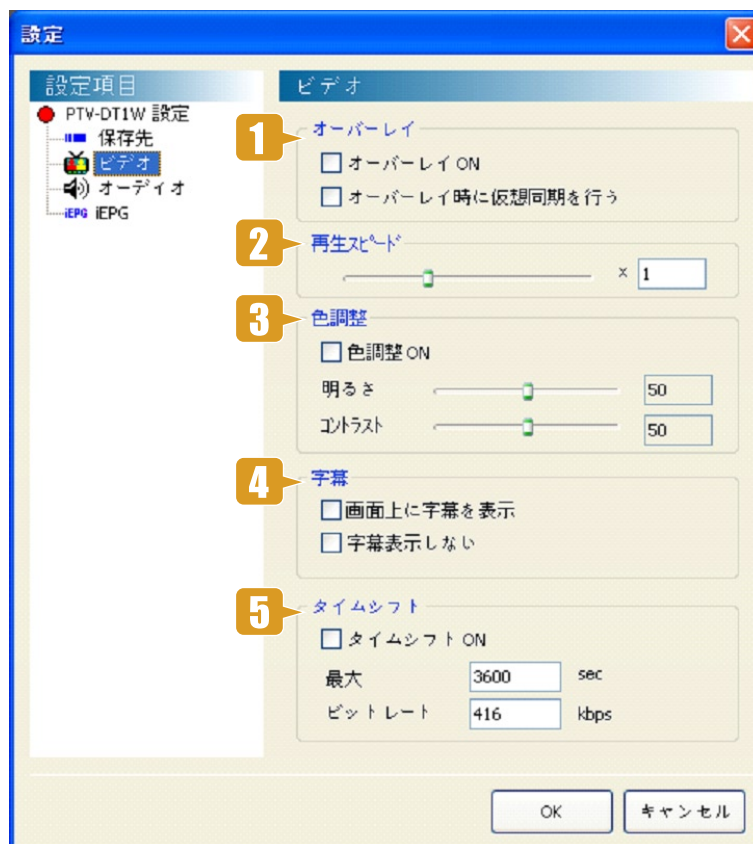 設定
設定項目
PTV-DT1W 設定
保存先
ビデオ
オーディオ
iEPG iEPG
ビデオ
1
オーバーレイ
オーバーレイ ON
オーバーレイ時に仮想同期を行う
2
再生スピード
× 1
3
色調整
色調整 ON
明るさ 50
コントラスト 50
4
字幕
画面上に字幕を表示
字幕表示しない
5
タイムシフト
タイムシフト ON
最大 3600 sec
ビットレート 416 kbps
OK キャンセル